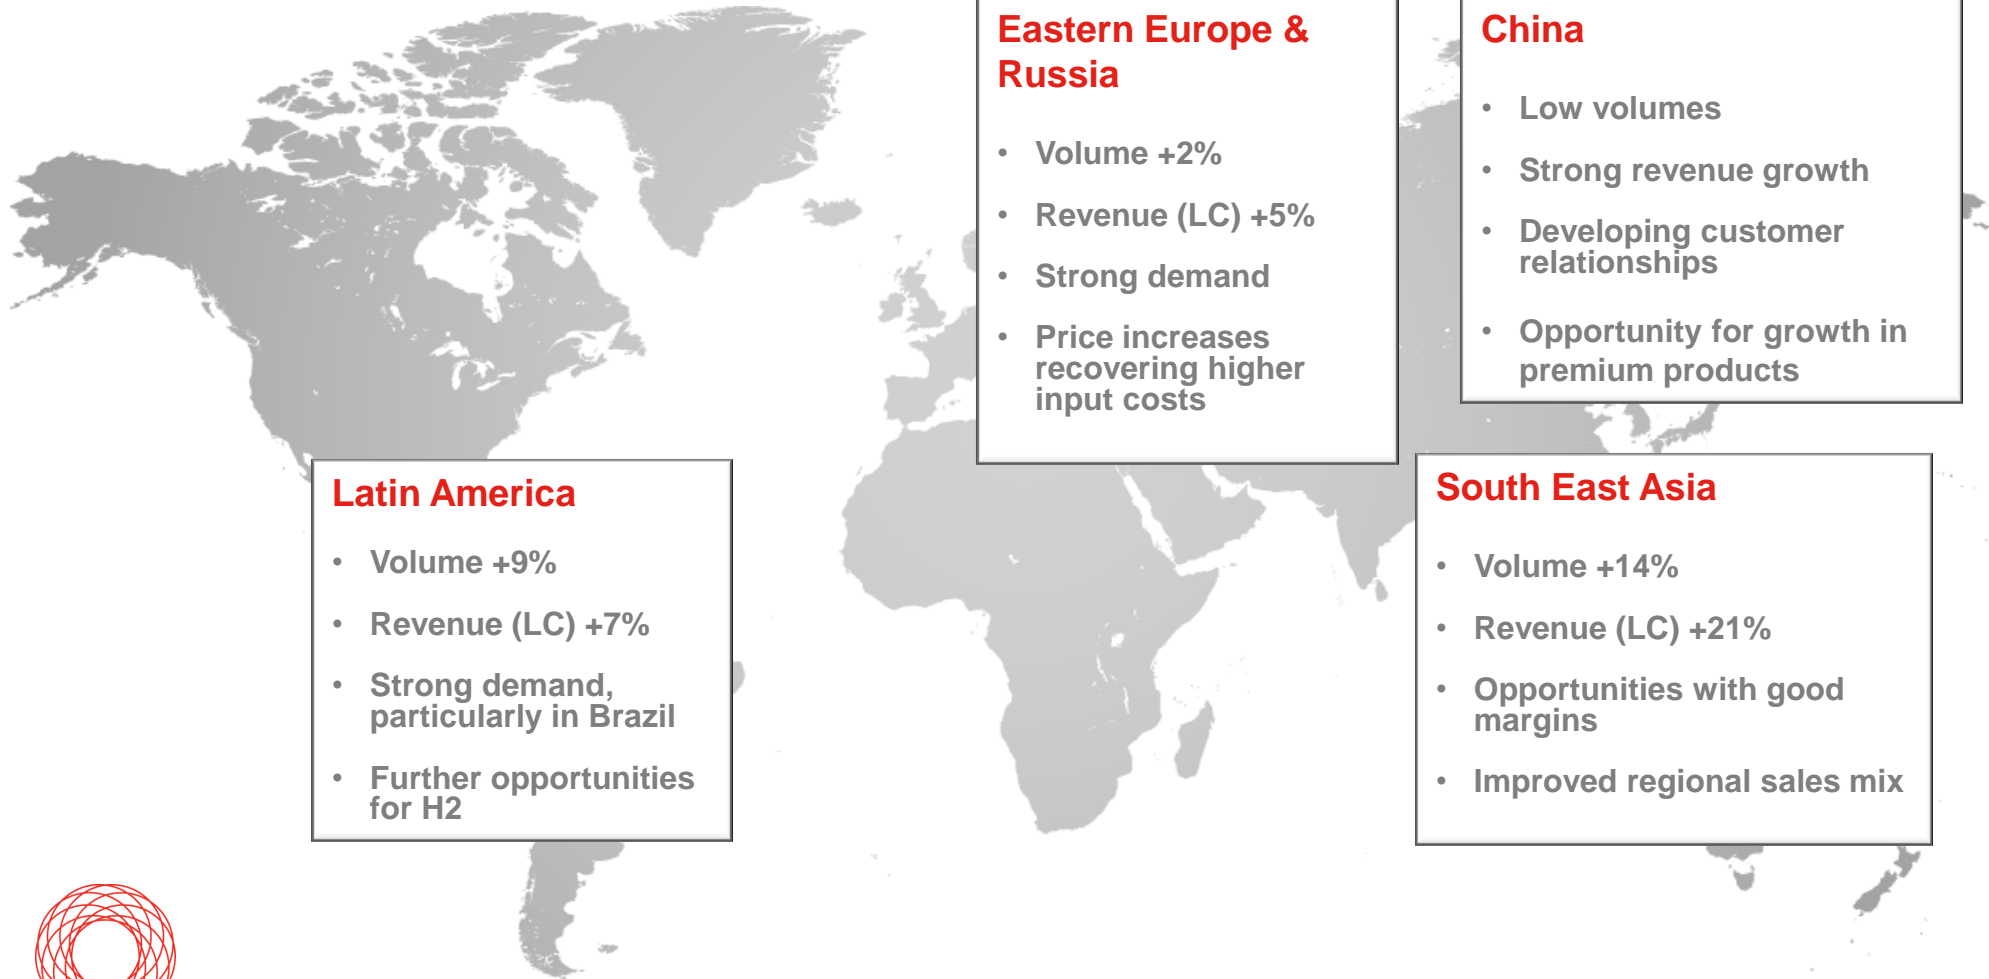 Eastern Europe &
Russia
• Volume +2%
• Revenue (LC) +5%
• Strong demand
• Price increases
recovering higher
input costs
China
• Low volumes
• Strong revenue growth
• Developing customer
relationships
• Opportunity for growth in
premium products
Latin America
• Volume +9%
• Revenue (LC) +7%
• Strong demand,
particularly in Brazil
• Further opportunities
for H2
South East Asia
• Volume +14%
• Revenue (LC) +21%
• Opportunities with good
margins
• Improved regional sales mix